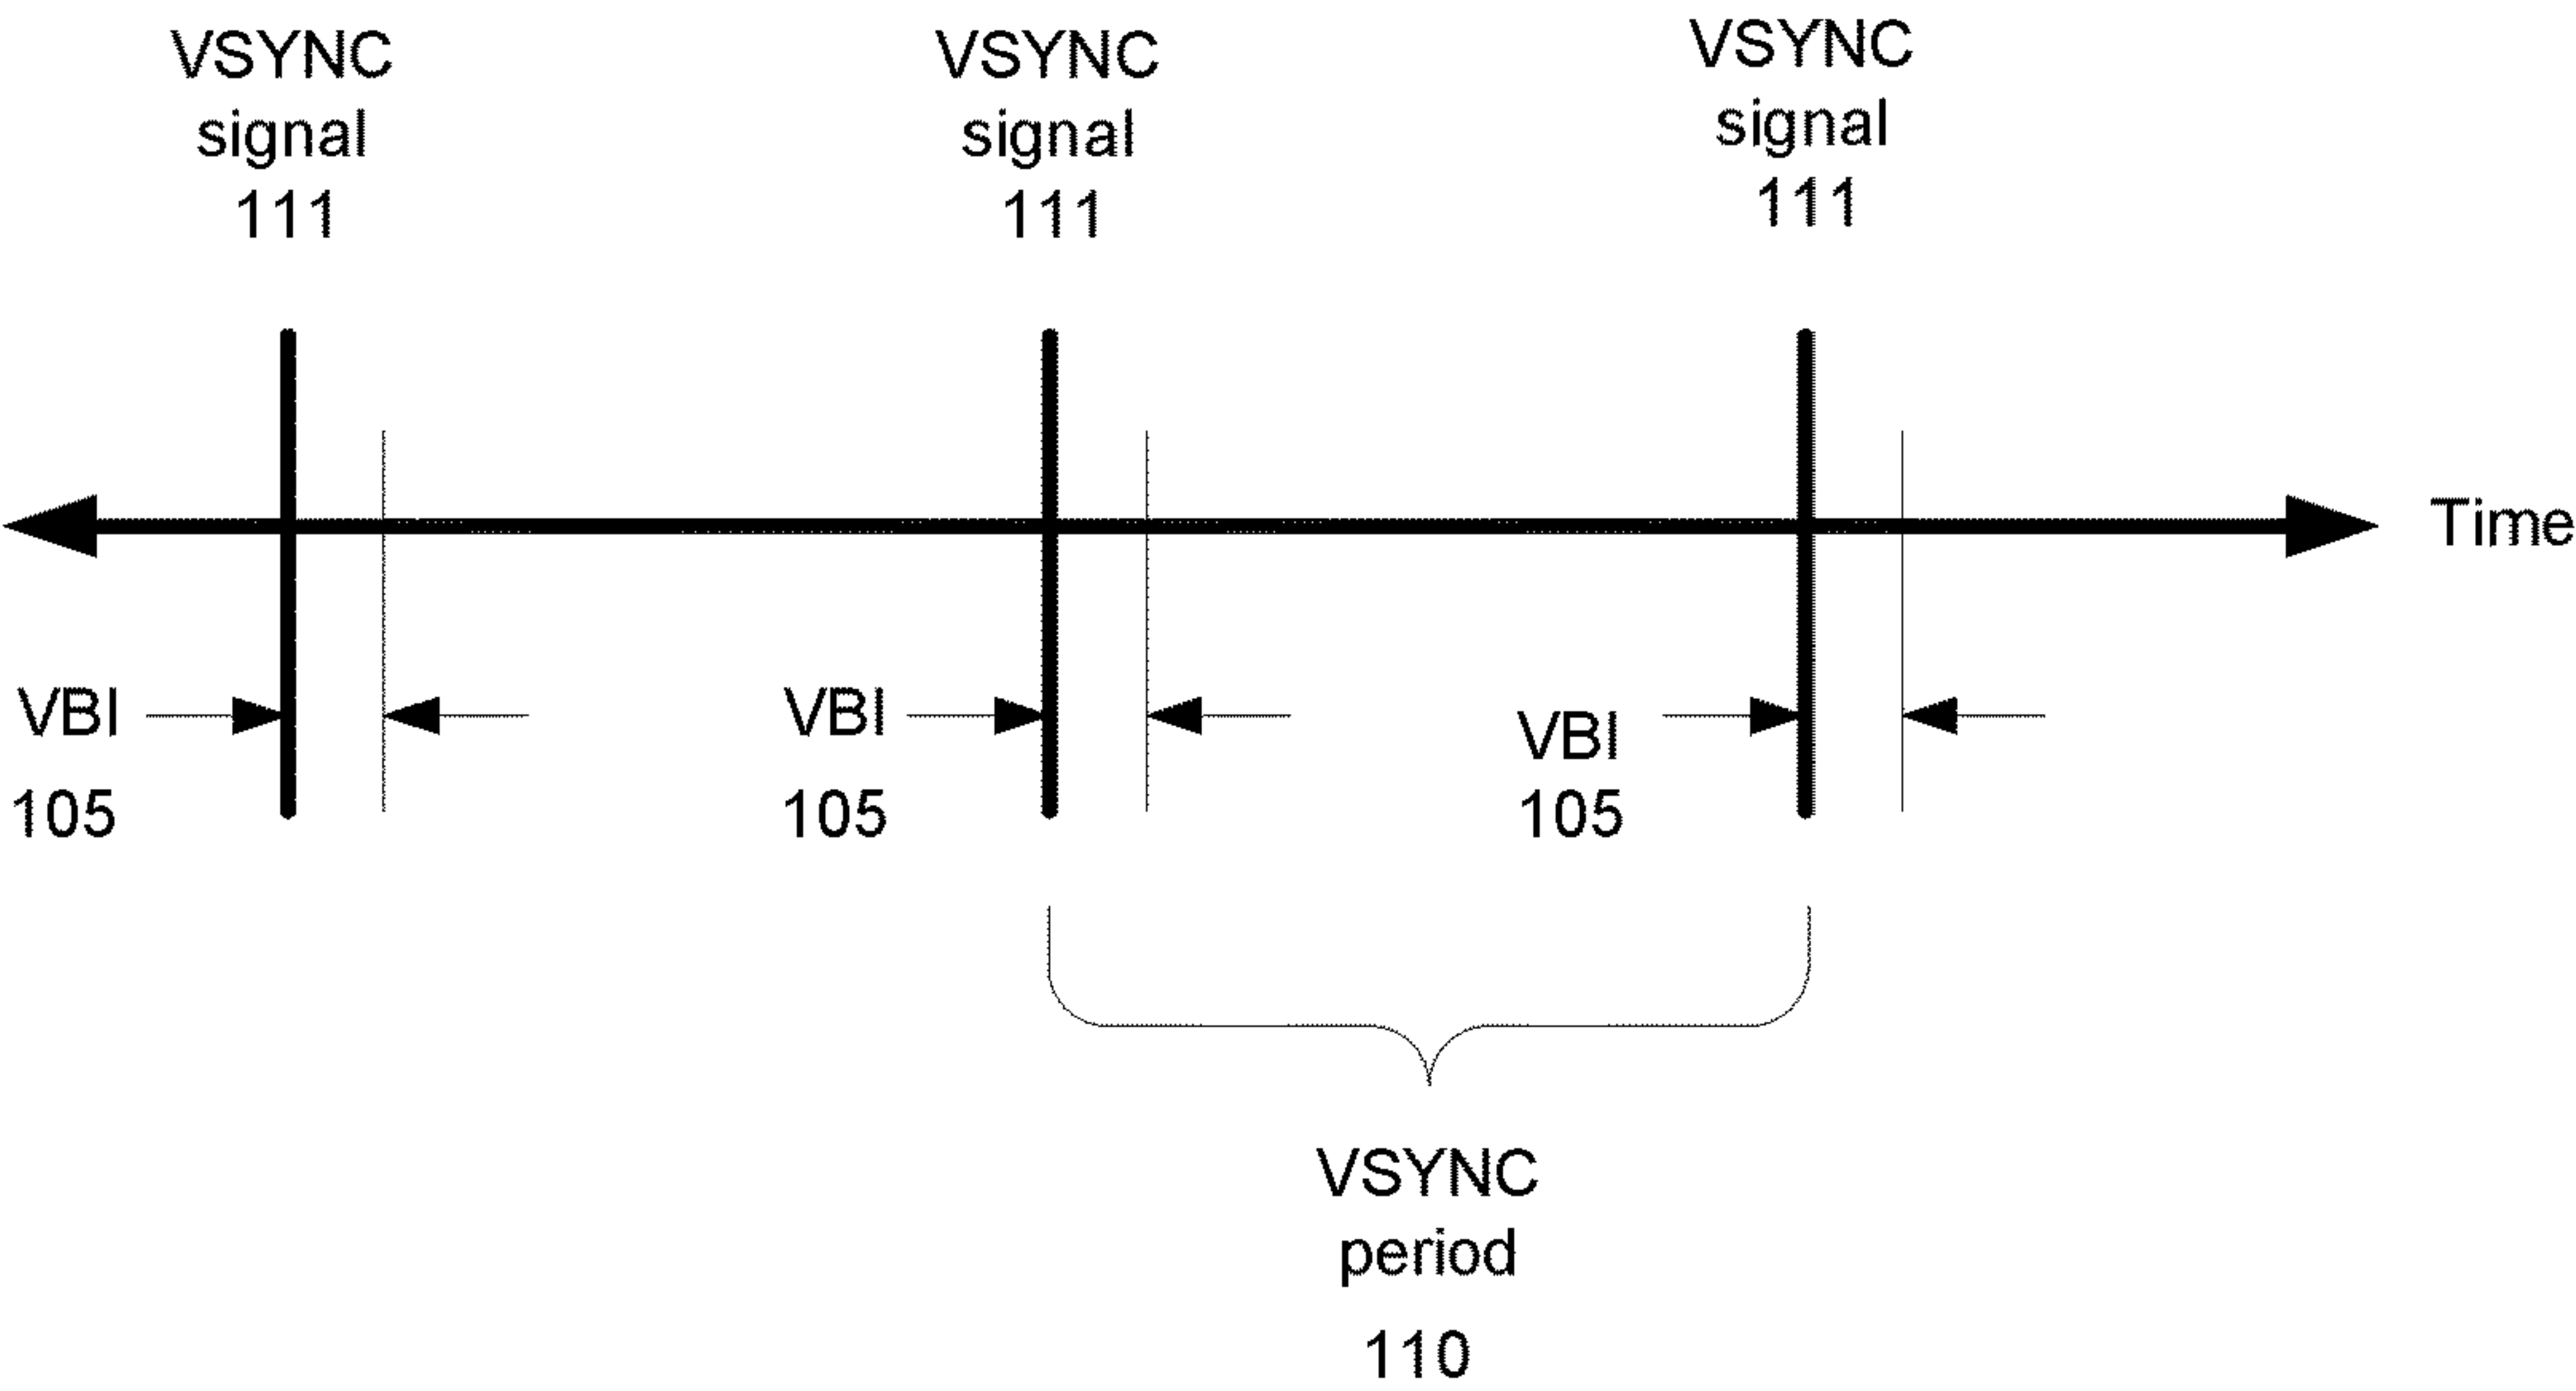 VSYNC
signal
111
VSYNC
signal
111
VSYNC
signal
111
Time
VBI
105
VBI
105
VBI
105
VSYNC
period
110